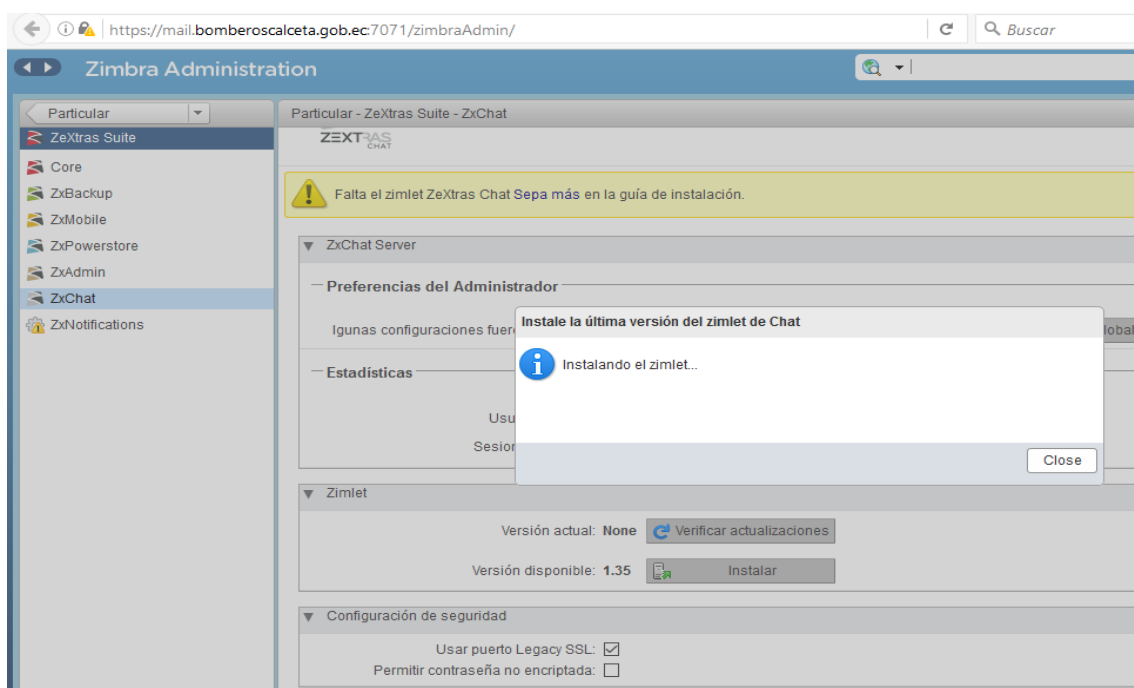 https://mail.bomberoscalceta.gob.ec:7071/zimbraAdmin/
Buscar
Zimbra Administration
Particular
Particular - ZeXtras Suite - ZxChat
ZeXtras Suite
ZEXTRAS
CHAT
Core
ZxBackup
Falta el zimlet ZeXtras Chat Sepa más en la guía de instalación.
ZxMobile
ZxPowerstore
ZxChat Server
ZxAdmin
Preferencias del Administrador
ZxChat
ZxNotifications
Igunas configuraciones fuer
lobal
Instale la última versión del zimlet de Chat
Instalando el zimlet...
Close
Estadísticas
Usu
Sesion
Zimlet
Versión actual: None
Verificar actualizaciones
Versión disponible: 1.35
Instalar
Configuración de seguridad
Usar puerto Legacy SSL:
Permitir contraseña no encriptada: